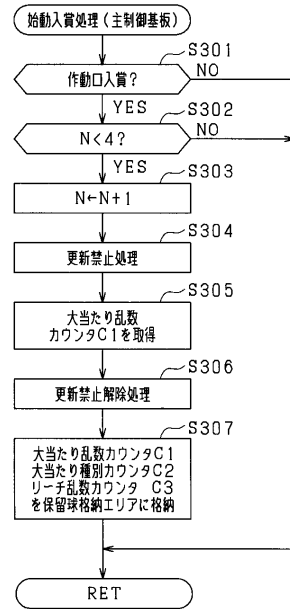 始動入賞処理(主制御基板)
S301
作動口入賞?
NO
YES
S302
N<4?
NO
YES
S303
N←N+1
S304
更新禁止処理
S305
大当たり乱数
カウンタC1を取得
S306
更新禁止解除処理
S307
大当たり乱数カウンタC1
大当たり種別カウンタC2
リーチ乱数カウンタ C3
を保留球格納エリアに格納
RET